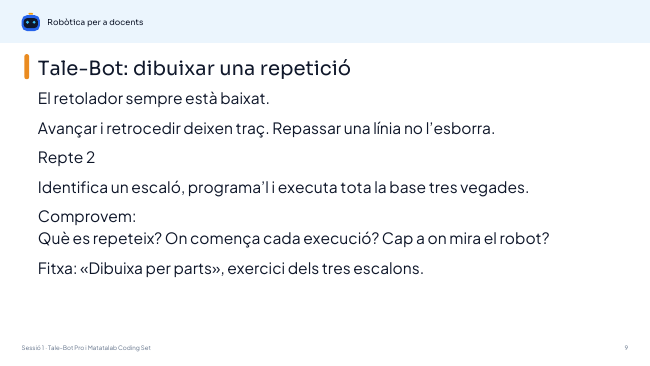 Robòtica per a docents
Tale-Bot: dibuixar una repetició
El retolador sempre està baixat.
Avançar i retrocedir deixen traç. Repassar una línia no l’esborra.
Repte 2
Identifica un escaló, programa’l i executa tota la base tres vegades.
Comprovem:
Què es repeteix? On comença cada execució? Cap a on mira el robot?
Fitxa: «Dibuixa per parts», exercici dels tres escalons.
Sessió 1 · Tale-Bot Pro i Matatalab Coding Set
9